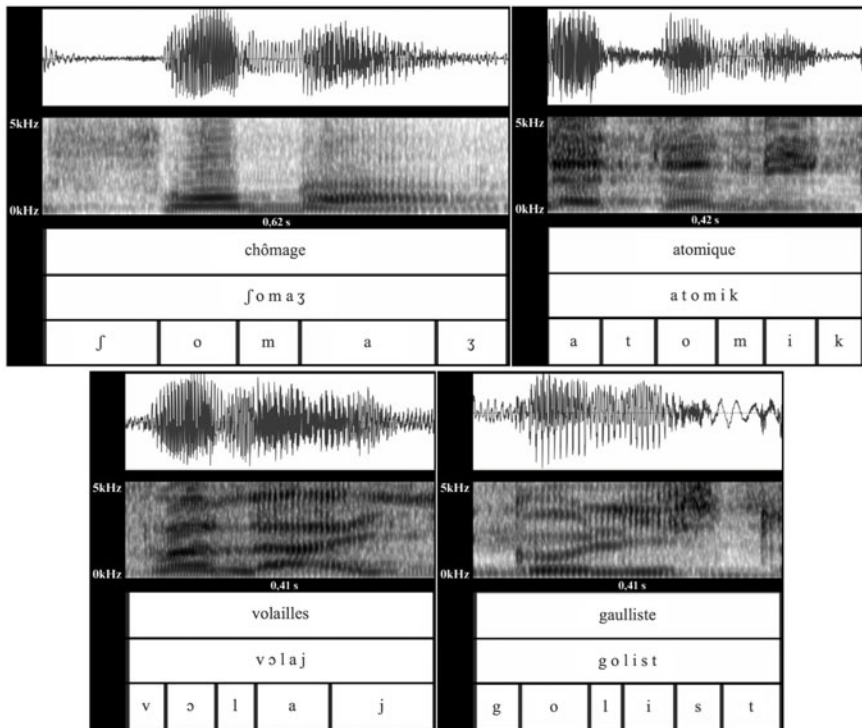 5kHz
0kHz
0,62 s
chômage
ʃ o m a ʒ
ʃ o m a ʒ
5kHz
0kHz
0,42 s
atomique
a t o m i k
a t o m i k
5kHz
0kHz
0,41 s
volailles
v ɔ l a j
v ɔ l a j
5kHz
0kHz
0,41 s
gaulliste
g o l i s t
g o l i s t